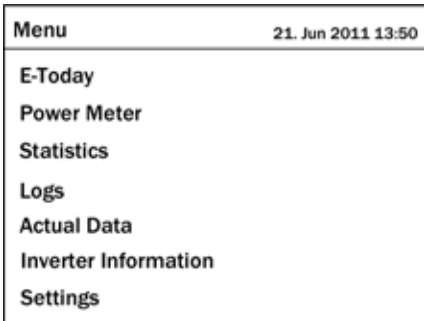 Menu 21. Jun 2011 13:50
E-Today
Power Meter
Statistics
Logs
Actual Data
Inverter Information
Settings